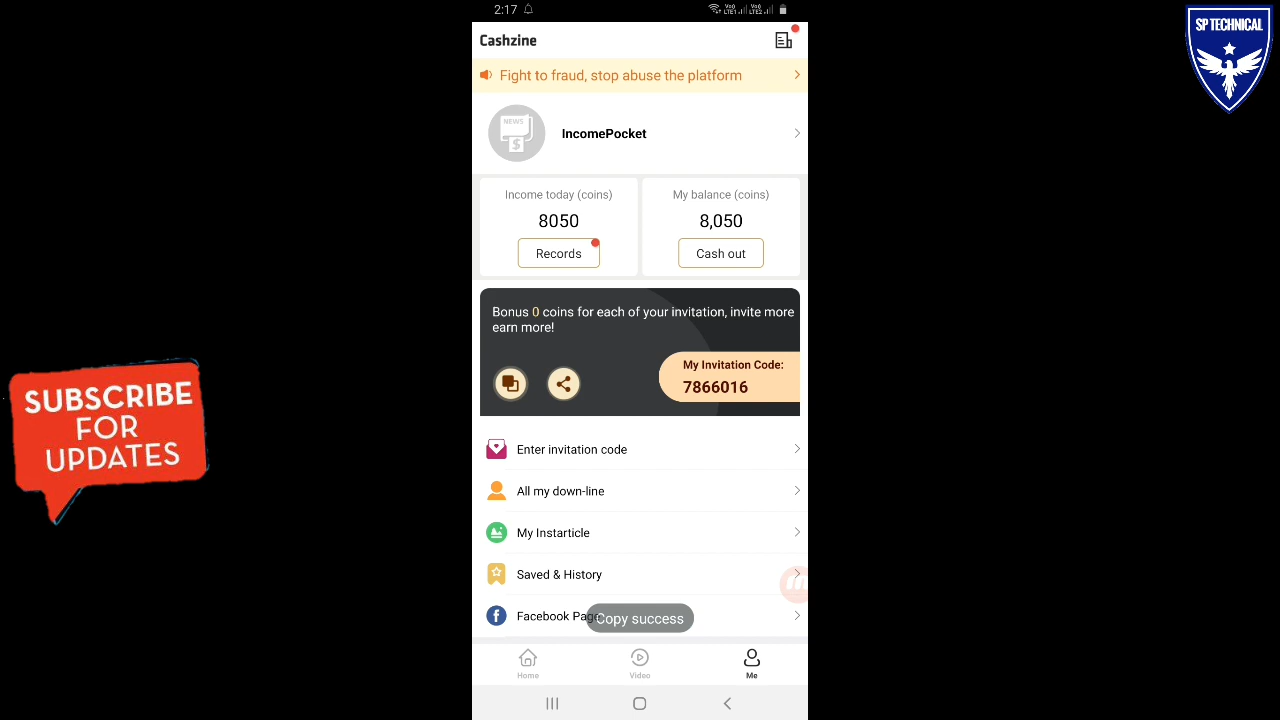 2:17
Cashzine
Fight to fraud, stop abuse the platform
NEWS
$
IncomePocket
Income today (coins)
8050
Records
My balance (coins)
8,050
Cash out
Bonus 0 coins for each of your invitation, invite more
earn more!
My Invitation Code:
7866016
Enter invitation code
All my down-line
My Instarticle
Saved & History
Facebook Page
Copy success
Home
Video
Me
SUBSCRIBE
FOR
UPDATES
SP TECHNICAL